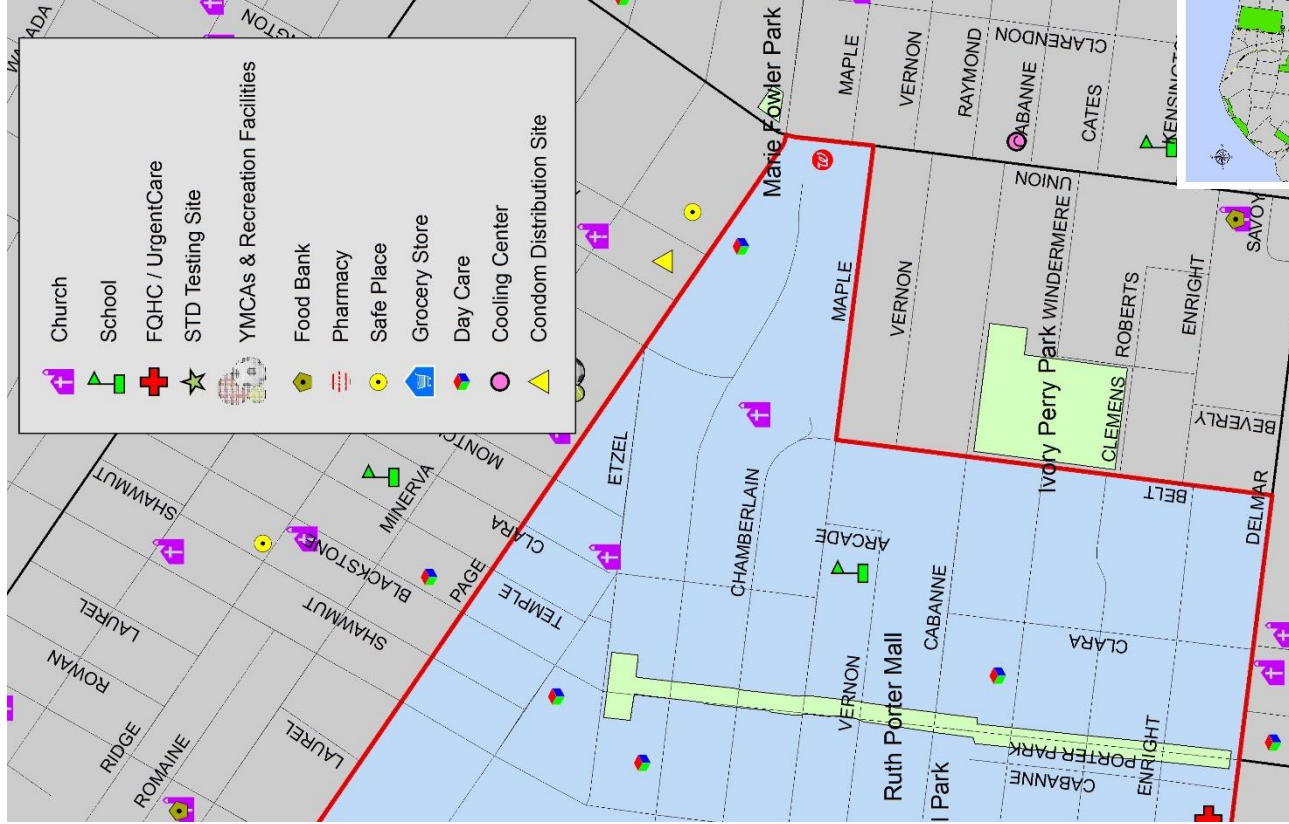 Church
School
FQHC / UrgentCare
STD Testing Site
YMCAs & Recreation Facilities
Food Bank
Pharmacy
Safe Place
Grocery Store
Day Care
Cooling Center
Condom Distribution Site
SHAWMUT
MINERVA
BLACKSTONE
PAGE
CLARA
SHAWMUT
LAUREL
ROWAN
RIDGE
ROMAINE
LAUREL
TEMPLE
ETZEL
Marie Fowler Park
MAPLE
VERNON
RAYMOND
CLARENDON
CATES
UNION
MAPLE
VERNON
WINDERMERE
Ivory Perry Park
ROBERTS
CLEMENS
ENRIGHT
BEVERLY
SAVOY
CHAMBERLAIN
ARCADE
BELT
DELMAR
VERNON
CABANNE
CLARA
Ruth Porter Mall
Park
PORTER PARK
CABANNE
ENRIGHT